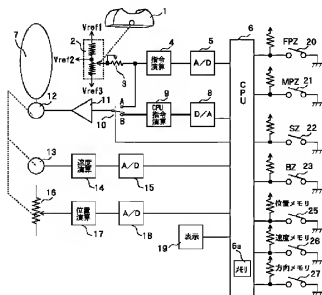 Vref1
1
2
Vref2
3
Vref3
4
指令
演算
5
A/D
6
CPU
7
11
12
10
A
B
9
CPU
指令演算
8
D/A
13
速度
演算
14
A/D
15
16
位置
演算
17
A/D
18
表示
19
6a
メモリ
FPZ
20
MPZ
21
SZ
22
BZ
23
位置メモリ
25
速度メモリ
26
方向メモリ
27